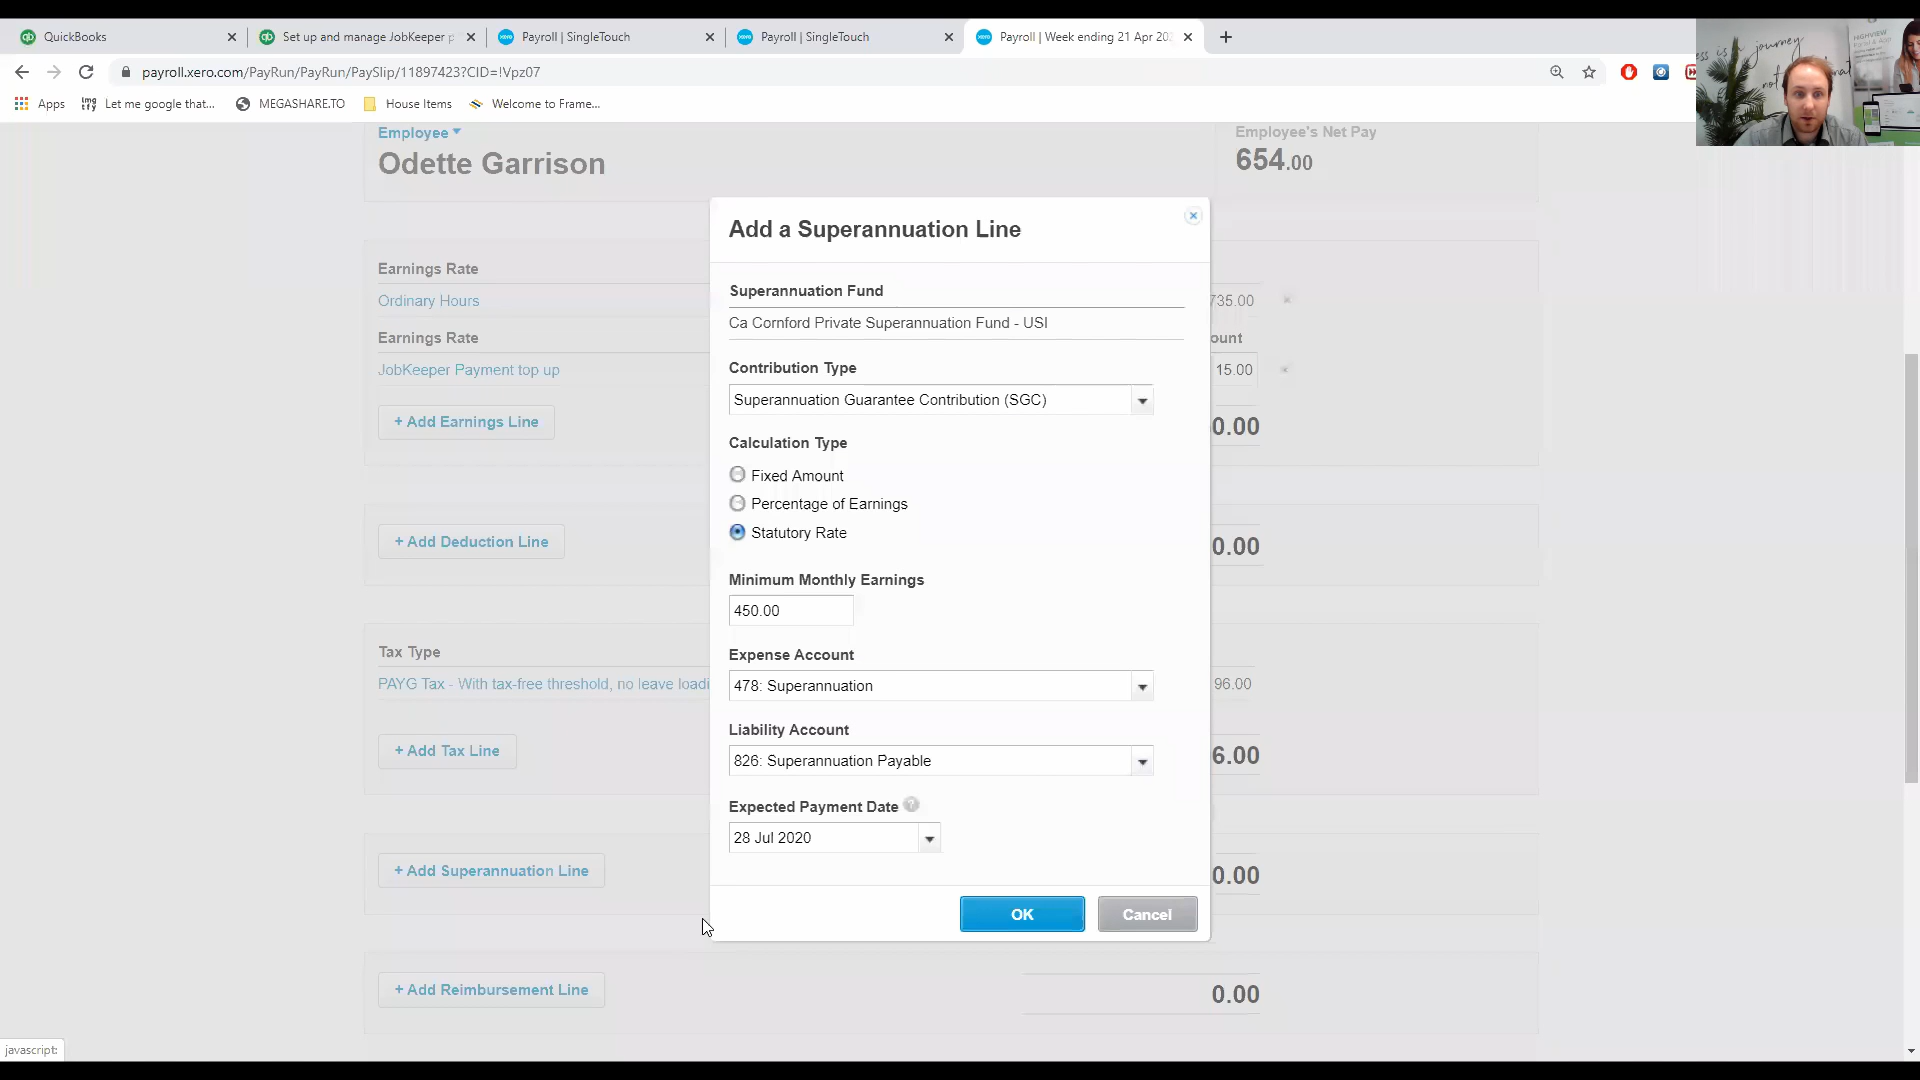 QuickBooks
Set up and manage JobKeeper p
Payroll | SingleTouch
Payroll | SingleTouch
Payroll | Week ending 21 Apr 202
payroll.xero.com/PayRun/PayRun/PaySlip/11897423?CID=!Vpz07
Apps
Let me google that...
MEGASHARE.TO
House Items
Welcome to Frame...
ess is a journey
not
HIGHVIEW
Employee
Odette Garrison
Employee's Net Pay
654.00
Add a Superannuation Line
Earnings Rate
Ordinary Hours
735.00
Earnings Rate
ount
JobKeeper Payment top up
15.00
+ Add Earnings Line
0.00
+ Add Deduction Line
0.00
Tax Type
PAYG Tax - With tax-free threshold, no leave loadi
96.00
+ Add Tax Line
6.00
+ Add Superannuation Line
0.00
+ Add Reimbursement Line
0.00
Superannuation Fund
Ca Cornford Private Superannuation Fund - USI
Contribution Type
Superannuation Guarantee Contribution (SGC)
Calculation Type
Fixed Amount
Percentage of Earnings
Statutory Rate
Minimum Monthly Earnings
450.00
Expense Account
478: Superannuation
Liability Account
826: Superannuation Payable
Expected Payment Date
28 Jul 2020
OK
Cancel
javascript: